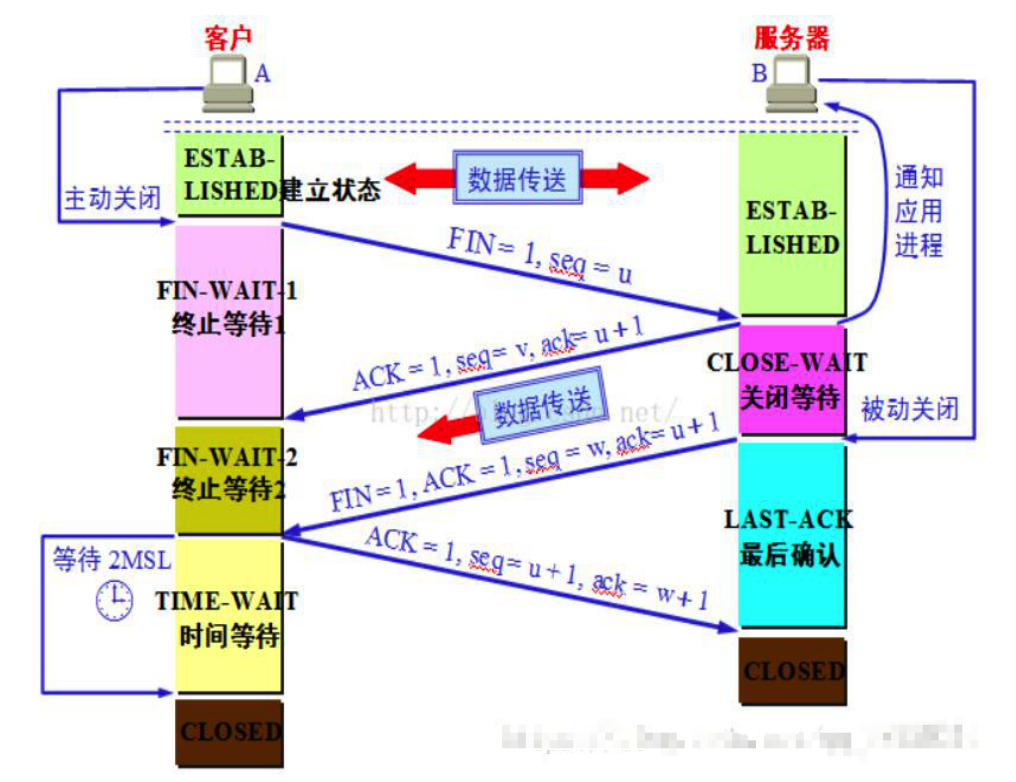 客户
服务器
A
B
ESTAB-
LISHED建立状态
数据传送
主动关闭
通知
应用
进程
ESTAB-
LISHED
FIN = 1, seq = u
FIN-WAIT-1
终止等待1
ACK = 1, seq = v, ack= u + 1
CLOSE-WAIT
关闭等待
数据传送
被动关闭
FIN-WAIT-2
终止等待2
FIN = 1, ACK = 1, seq = w, ack= u + 1
LAST-ACK
最后确认
等待 2MSL
ACK = 1, seq = u + 1, ack = w + 1
TIME-WAIT
时间等待
CLOSED
CLOSED